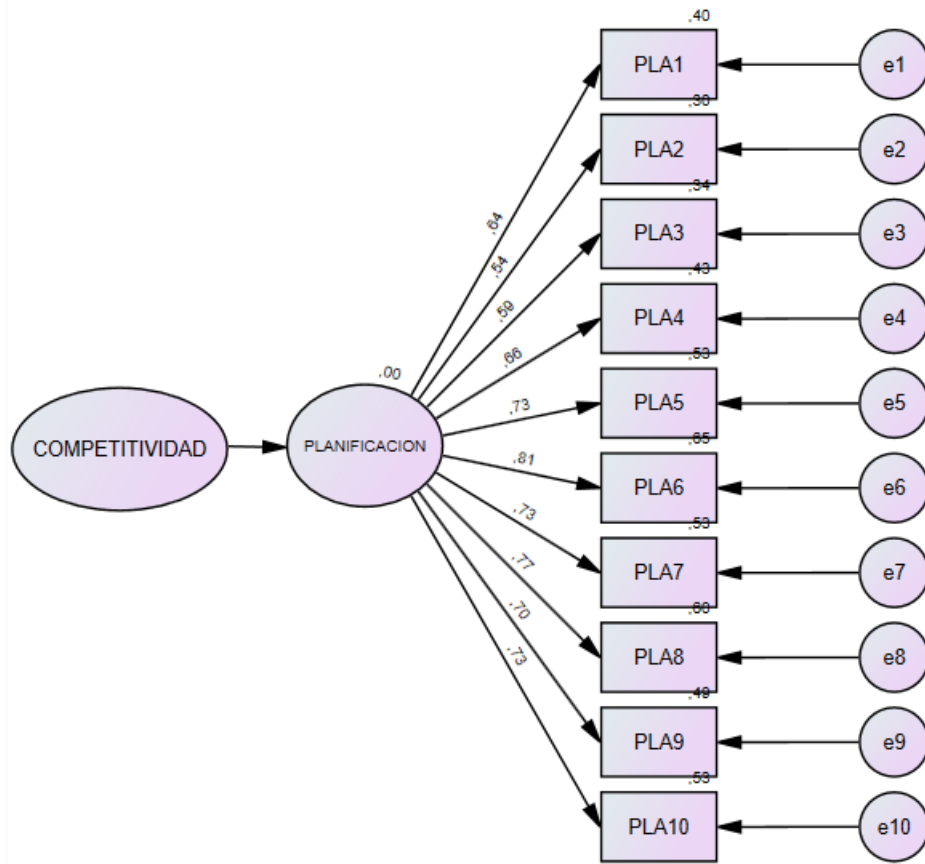 ,40
PLA1
e1
,30
PLA2
e2
,34
PLA3
e3
,43
PLA4
e4
,53
PLA5
e5
,65
PLA6
e6
,53
PLA7
e7
,60
PLA8
e8
,49
PLA9
e9
,53
PLA10
e10
,64
,54
,59
,66
,73
,81
,73
,77
,70
,73
,00
COMPETITIVIDAD
PLANIFICACION